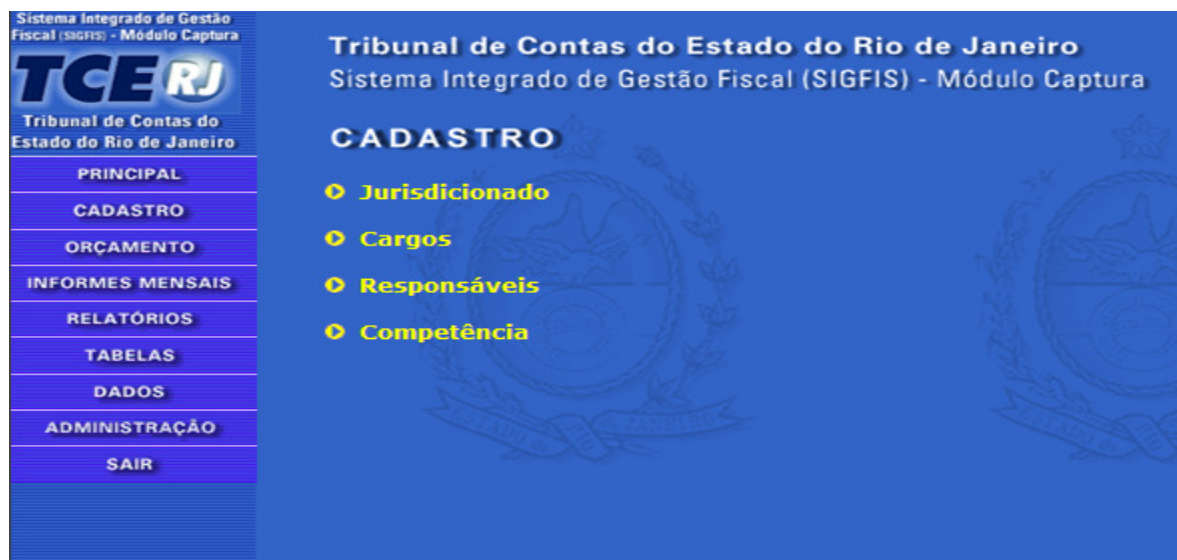 Sistema Integrado de Gestão
Fiscal (SIGFIS) - Módulo Captura
TCE RJ
Tribunal de Contas do
Estado do Rio de Janeiro
PRINCIPAL
CADASTRO
ORÇAMENTO
INFORMES MENSAIS
RELATÓRIOS
TABELAS
DADOS
ADMINISTRAÇÃO
SAIR
Tribunal de Contas do Estado do Rio de Janeiro
Sistema Integrado de Gestão Fiscal (SIGFIS) - Módulo Captura
CADASTRO
Jurisdicionado
Cargos
Responsáveis
Competência